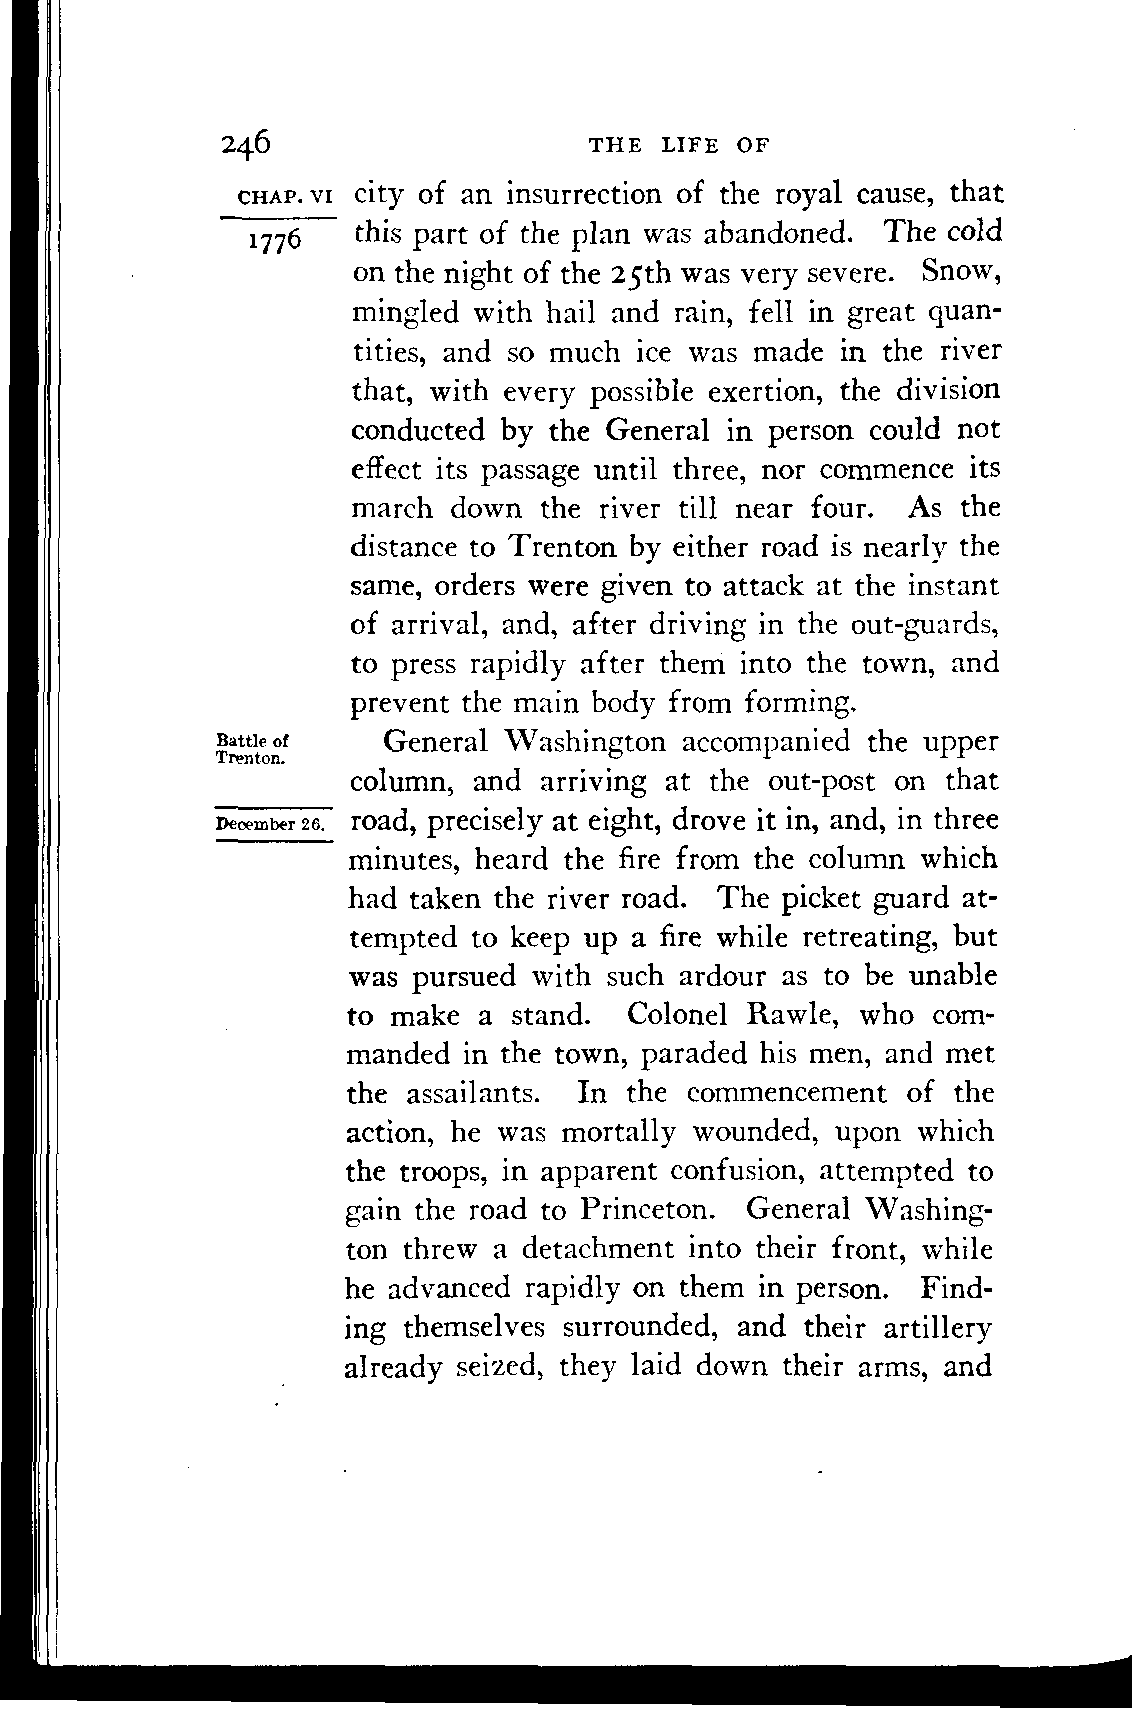 246 THE LIFE OF
CHAP. VI city of an insurrection of the royal cause, that
1776 this part of the plan was abandoned. The cold
on the night of the 25th was very severe. Snow,
mingled with hail and rain, fell in great quan-
tities, and so much ice was made in the river
that, with every possible exertion, the division
conducted by the General in person could not
effect its passage until three, nor commence its
march down the river till near four. As the
distance to Trenton by either road is nearly the
same, orders were given to attack at the instant
of arrival, and, after driving in the out-guards,
to press rapidly after them into the town, and
prevent the main body from forming.
Battle of
Trenton.
General Washington accompanied the upper
column, and arriving at the out-post on that
December 26. road, precisely at eight, drove it in, and, in three
minutes, heard the fire from the column which
had taken the river road. The picket guard at-
tempted to keep up a fire while retreating, but
was pursued with such ardour as to be unable
to make a stand. Colonel Rawle, who com-
manded in the town, paraded his men, and met
the assailants. In the commencement of the
action, he was mortally wounded, upon which
the troops, in apparent confusion, attempted to
gain the road to Princeton. General Washing-
ton threw a detachment into their front, while
he advanced rapidly on them in person. Find-
ing themselves surrounded, and their artillery
already seized, they laid down their arms, and